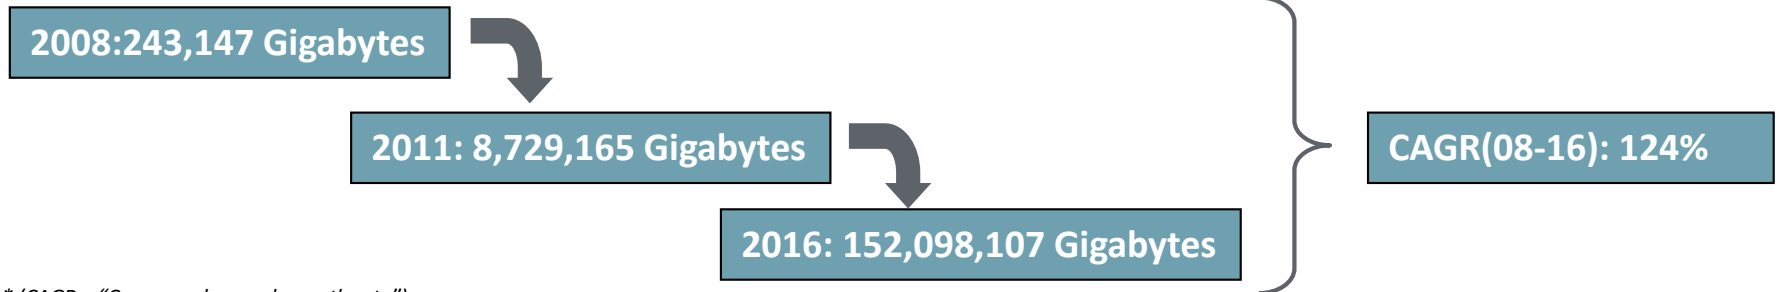 2008:243,147 Gigabytes
2011: 8,729,165 Gigabytes
CAGR(08-16): 124%
2016: 152,098,107 Gigabytes